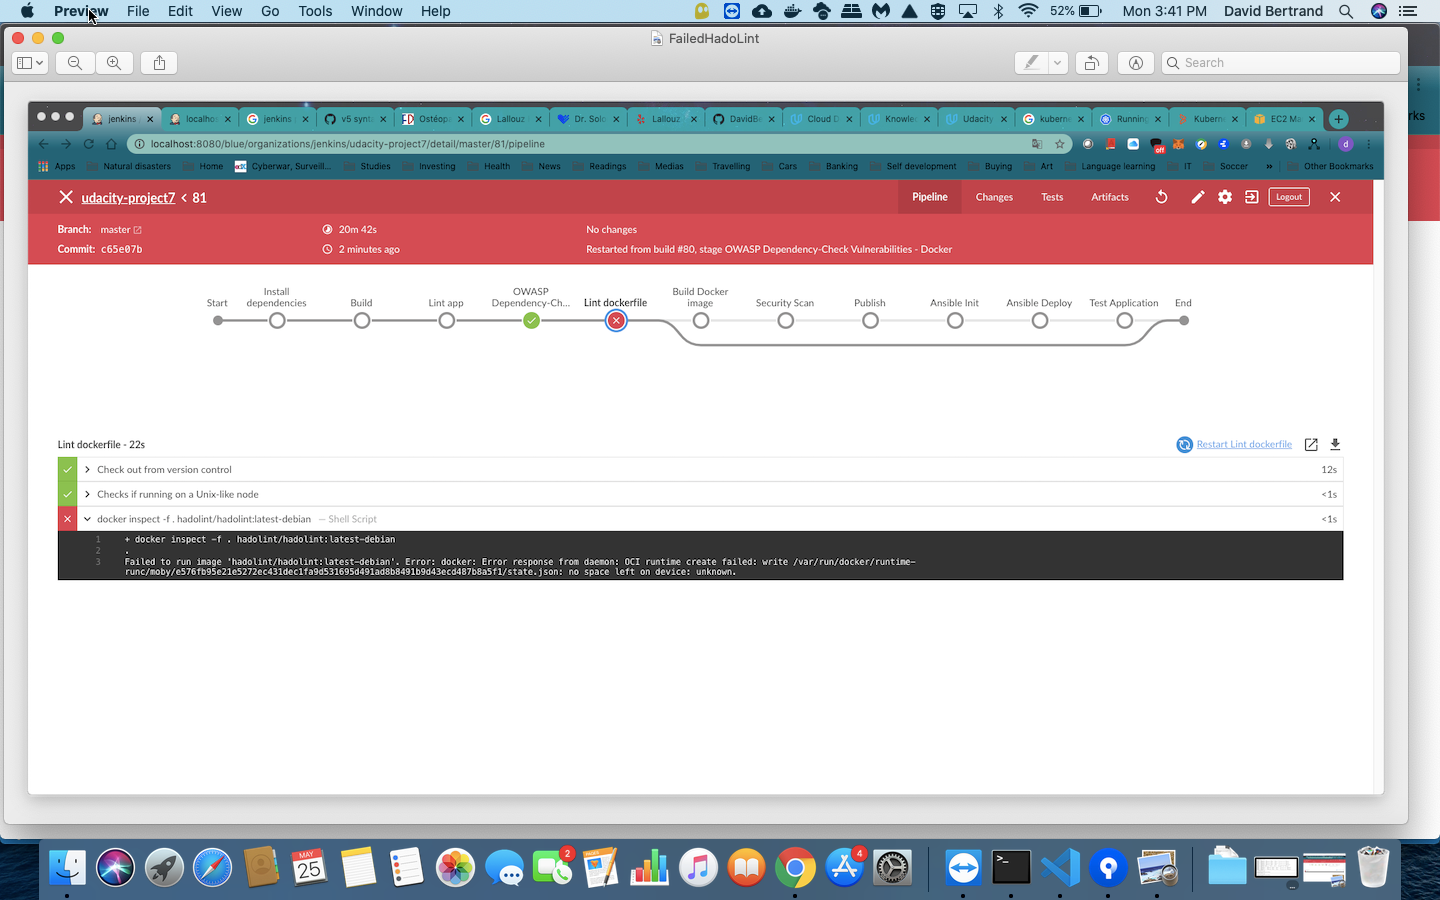 Preview File Edit View Go Tools Window Help 52% Mon 3:41 PM David Bertrand
FailedHadoLint
Search
jenkins localhos jenkins v5 synta Ostéopa Lallouz Dr. Solo Lallouz DavidBe Cloud D Knowle Udacity kuberne Running Kuberne EC2 Ma
localhost:8080/blue/organizations/jenkins/udacity-project7/detail/master/81/pipeline
Apps Natural disasters Home Cyberwar, Surveill... Studies Investing Health News Readings Medias Travelling Cars Banking Self development Buying Art Language learning IT Soccer » Other Bookmarks
rks
udacity-project7 < 81 Pipeline Changes Tests Artifacts Logout
Branch: master 20m 42s No changes
Commit: c65e07b 2 minutes ago Restarted from build #80, stage OWASP Dependency-Check Vulnerabilities - Docker
Start Install dependencies Build Lint app OWASP Dependency-Ch... Lint dockerfile Build Docker image Security Scan Publish Ansible Init Ansible Deploy Test Application End
Lint dockerfile - 22s Restart Lint dockerfile
Check out from version control 12s
Checks if running on a Unix-like node <1s
docker inspect -f . hadolint/hadolint:latest-debian — Shell Script <1s
1 + docker inspect -f . hadolint/hadolint:latest-debian
2 .
3 Failed to run image 'hadolint/hadolint:latest-debian'. Error: docker: Error response from daemon: OCI runtime create failed: write /var/run/docker/runtime-
runc/moby/e576fb95e21e5272ec431dec1fa9d531695d491ad8b8491b9d43ecd487b8a5f1/state.json: no space left on device: unknown.
MAY
25
2
4